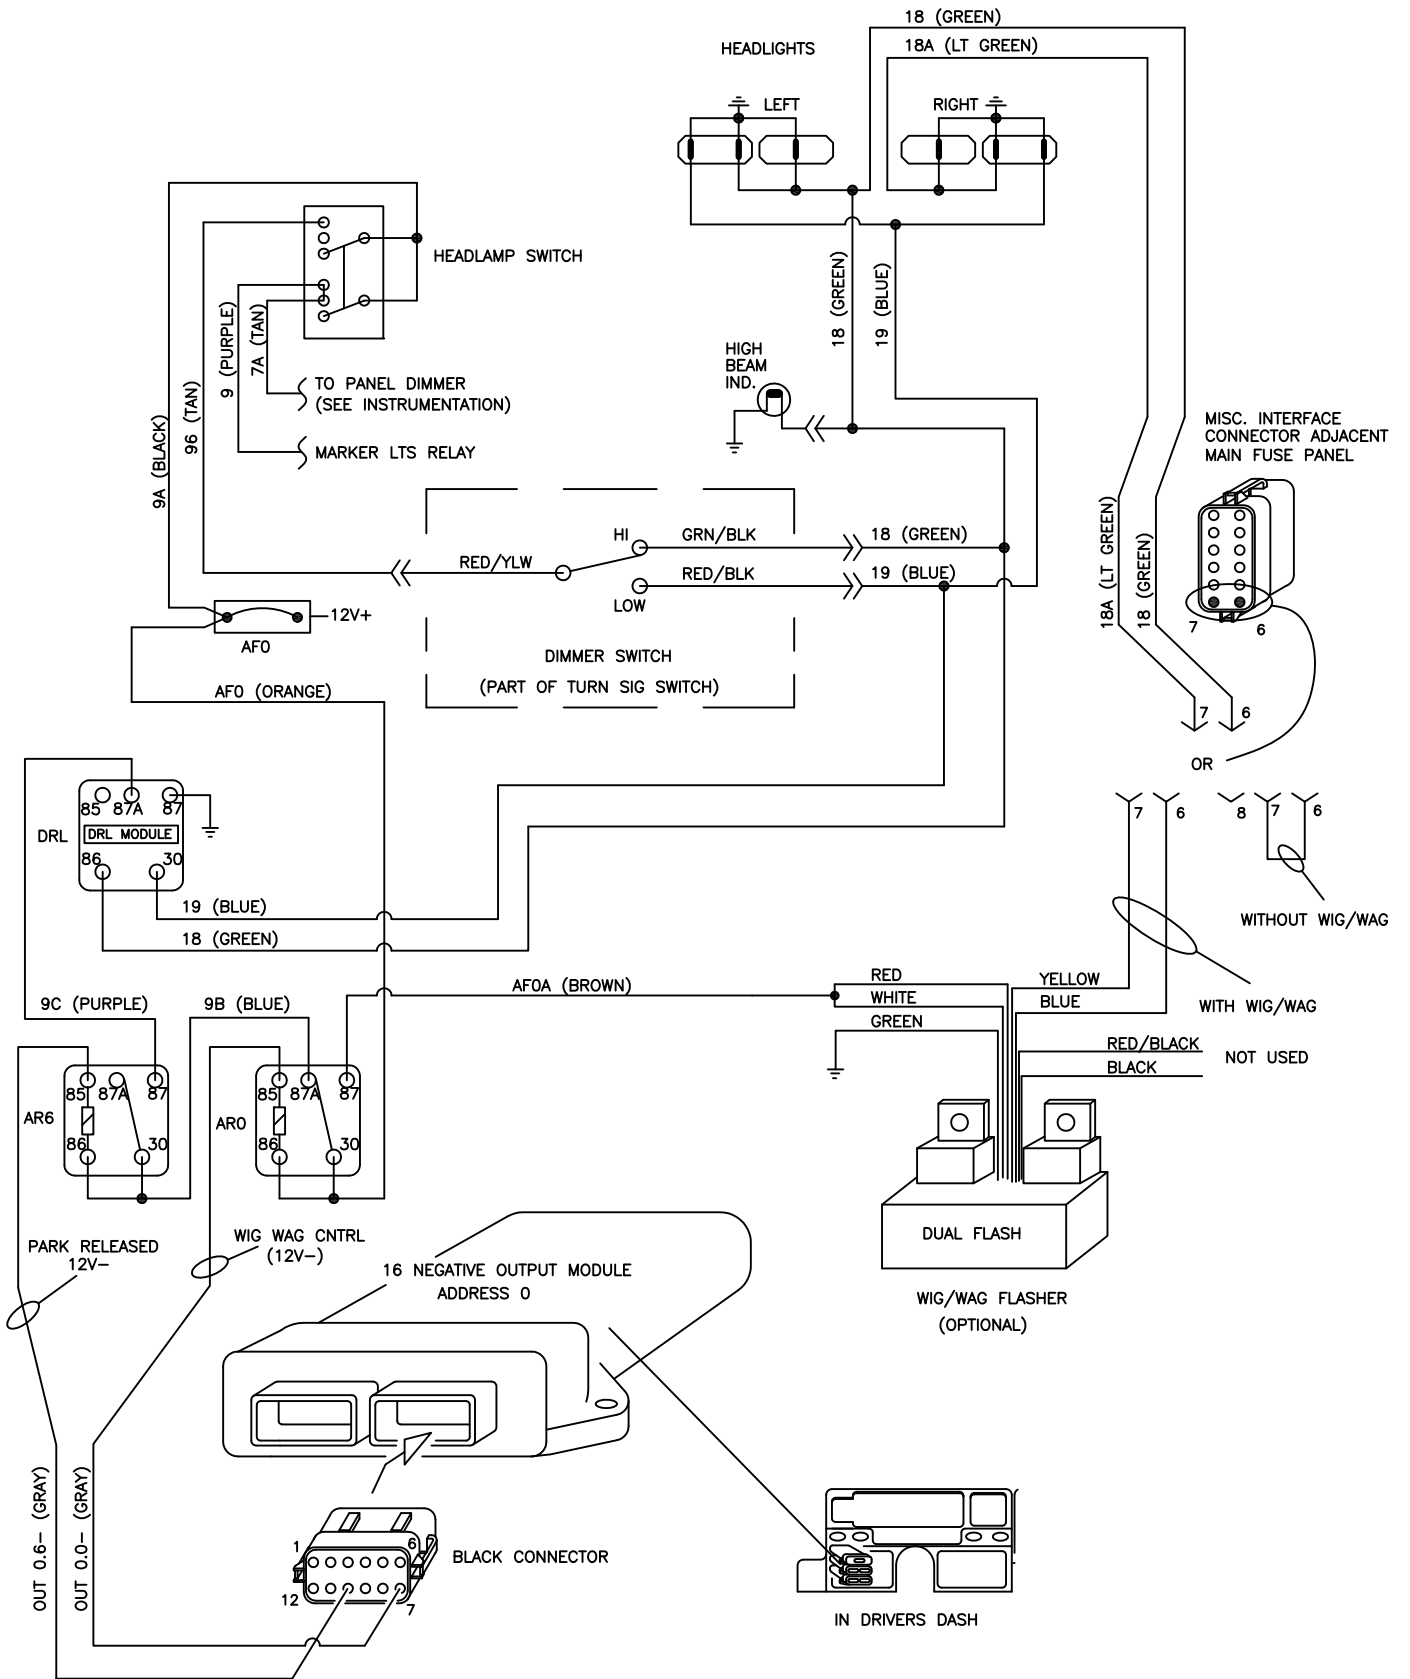 18 (GREEN)
HEADLIGHTS
18A (LT GREEN)
LEFT
RIGHT
HEADLAMP SWITCH
18 (GREEN)
19 (BLUE)
9 (PURPLE)
7A (TAN)
HIGH
BEAM
IND.
TO PANEL DIMMER
(SEE INSTRUMENTATION)
96 (TAN)
9A (BLACK)
MARKER LTS RELAY
MISC. INTERFACE
CONNECTOR ADJACENT
MAIN FUSE PANEL
HI
GRN/BLK
18 (GREEN)
RED/YLW
RED/BLK
19 (BLUE)
LOW
18A (LT GREEN)
18 (GREEN)
7
6
12V+
AF0
DIMMER SWITCH
(PART OF TURN SIG SWITCH)
AF0 (ORANGE)
7
6
OR
85
87A
87
DRL
DRL MODULE
86
30
7
6
8
7
6
19 (BLUE)
18 (GREEN)
WITHOUT WIG/WAG
9C (PURPLE)
9B (BLUE)
AF0A (BROWN)
RED
WHITE
GREEN
YELLOW
BLUE
WITH WIG/WAG
RED/BLACK
BLACK
NOT USED
85
87A
87
AR6
86
30
85
87A
87
AR0
86
30
DUAL FLASH
PARK RELEASED
12V-
WIG WAG CNTRL
(12V-)
16 NEGATIVE OUTPUT MODULE
ADDRESS 0
WIG/WAG FLASHER
(OPTIONAL)
OUT 0.6- (GRAY)
OUT 0.0- (GRAY)
1
6
BLACK CONNECTOR
12
7
IN DRIVERS DASH